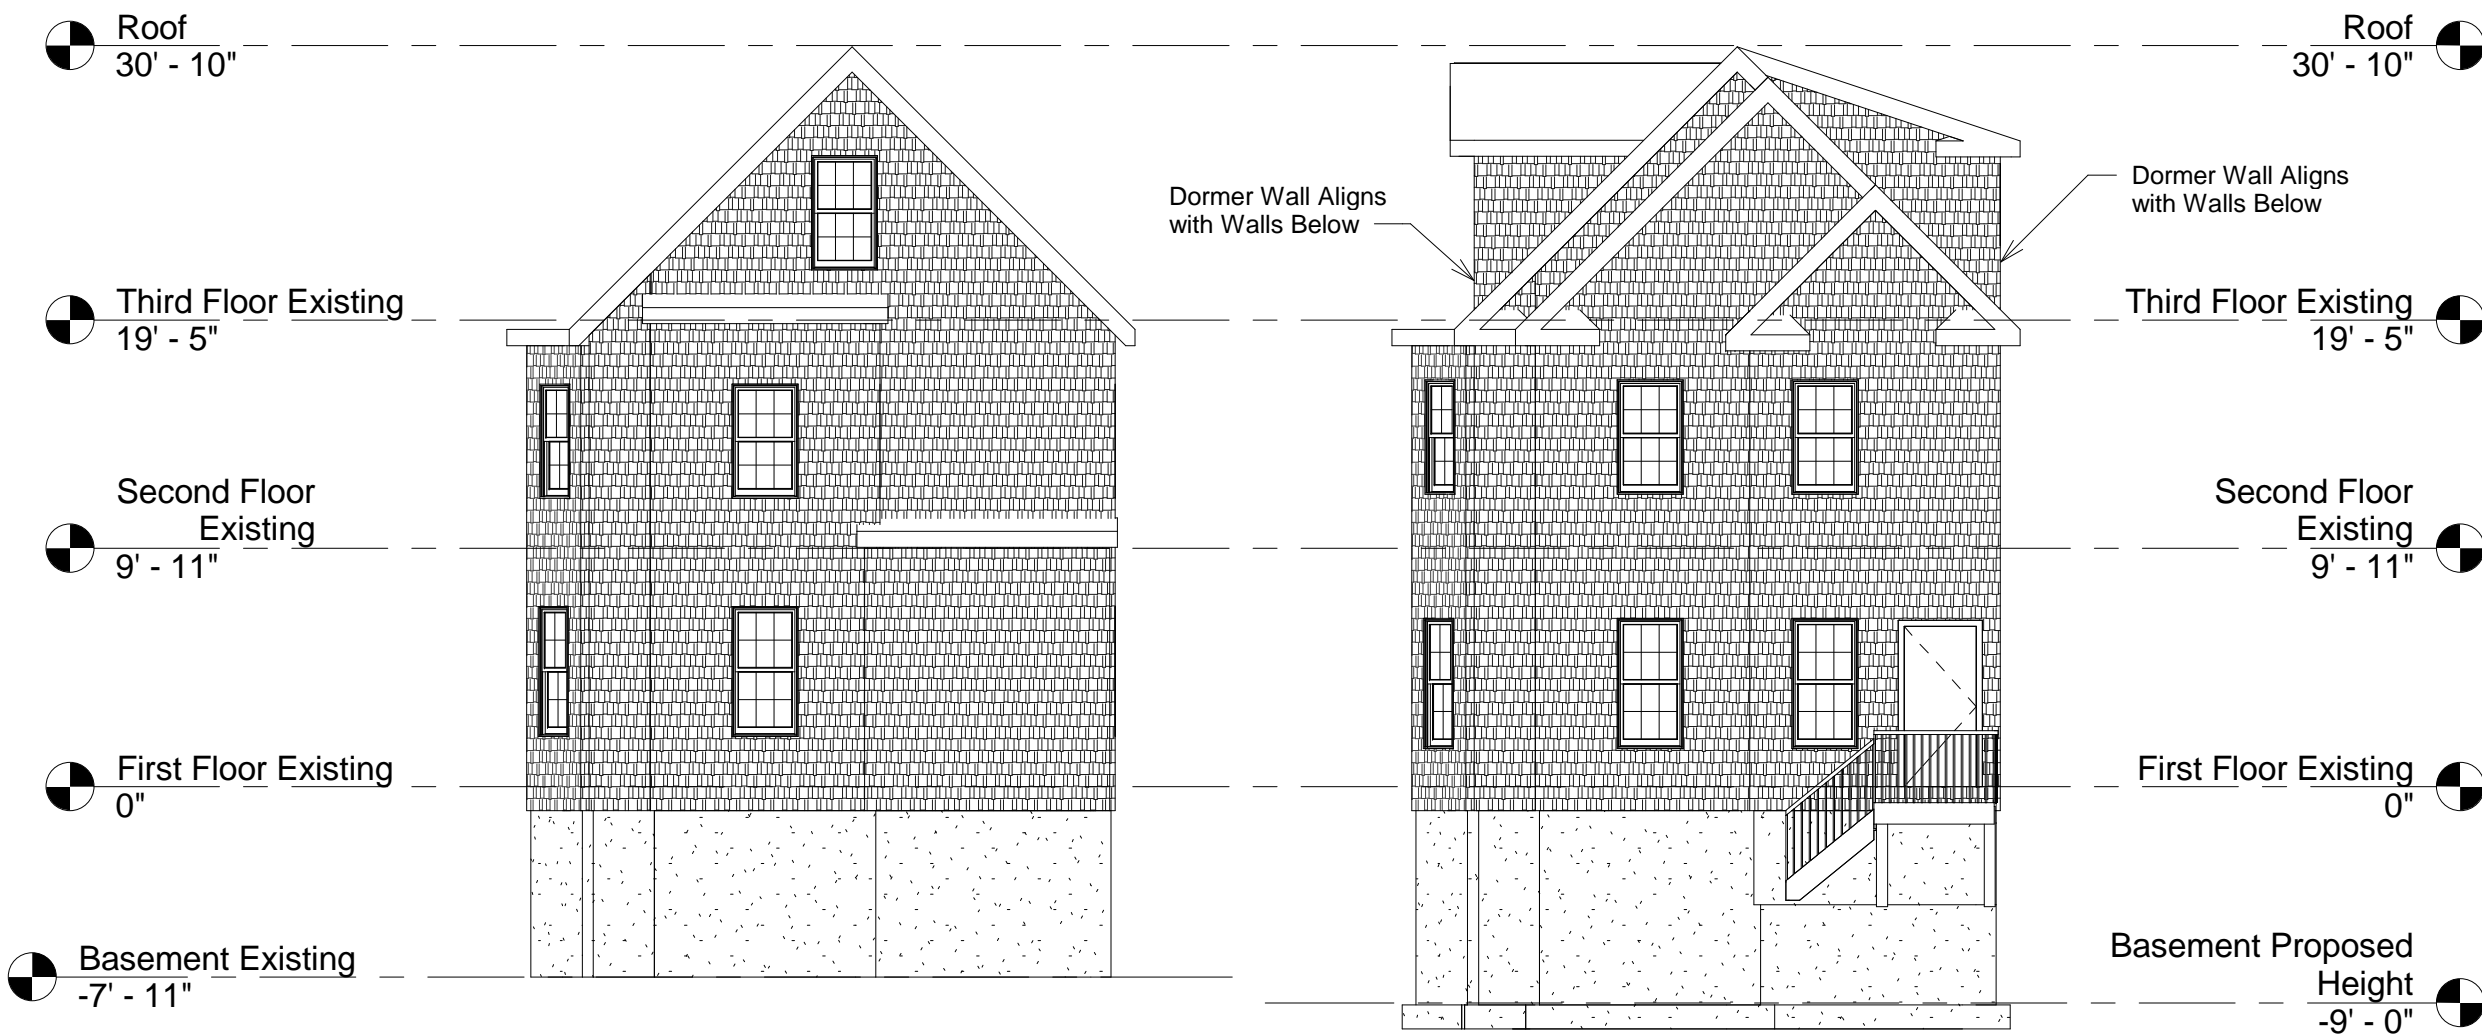 Roof
30' - 10"
Third Floor Existing
19' - 5"
Second Floor
Existing
9' - 11"
First Floor Existing
0"
Basement Existing
-7' - 11"
Dormer Wall Aligns
with Walls Below
Dormer Wall Aligns
with Walls Below
Roof
30' - 10"
Third Floor Existing
19' - 5"
Second Floor
Existing
9' - 11"
First Floor Existing
0"
Basement Proposed
Height
-9' - 0"